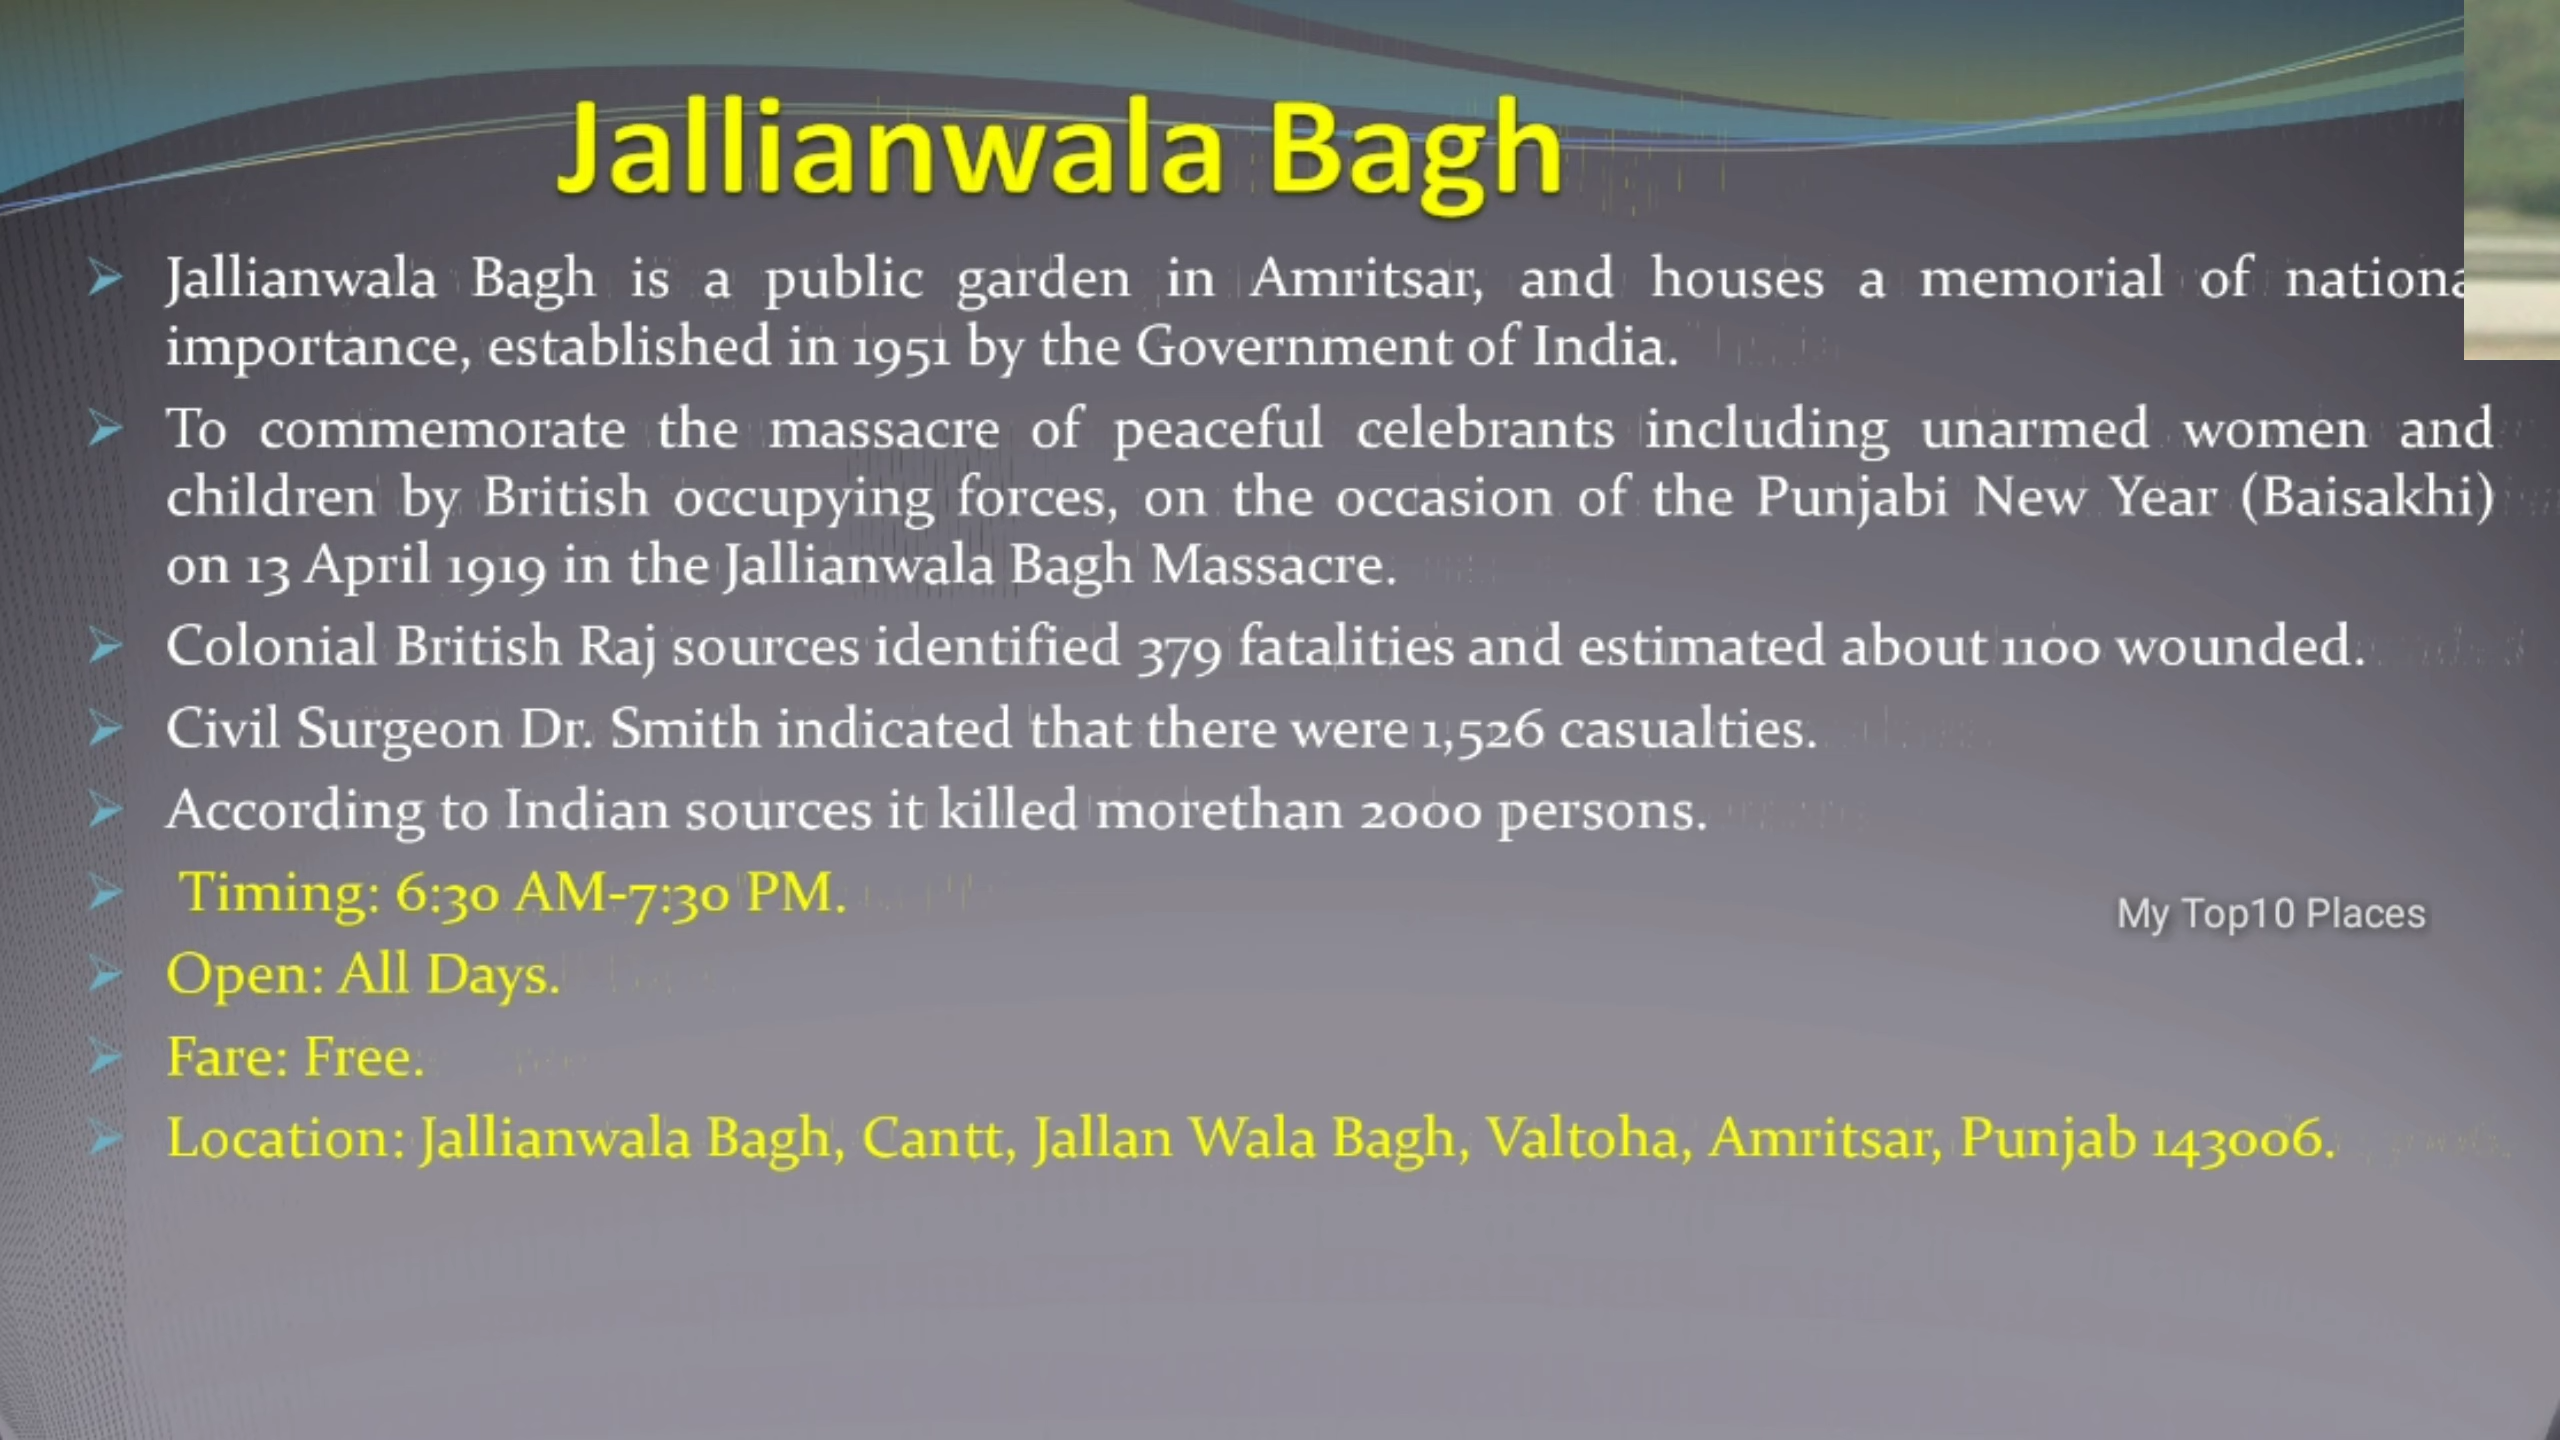 Jallianwala Bagh
Jallianwala Bagh is a public garden in Amritsar, and houses a memorial of nationa
importance, established in 1951 by the Government of India.
To commemorate the massacre of peaceful celebrants including unarmed women and
children by British occupying forces, on the occasion of the Punjabi New Year (Baisakhi)
on 13 April 1919 in the Jallianwala Bagh Massacre.
Colonial British Raj sources identified 379 fatalities and estimated about 1100 wounded.
Civil Surgeon Dr. Smith indicated that there were 1,526 casualties.
According to Indian sources it killed morethan 2000 persons.
Timing: 6:30 AM-7:30 PM.
My Top10 Places
Open: All Days.
Fare: Free.
Location: Jallianwala Bagh, Cantt, Jallan Wala Bagh, Valtoha, Amritsar, Punjab 143006.